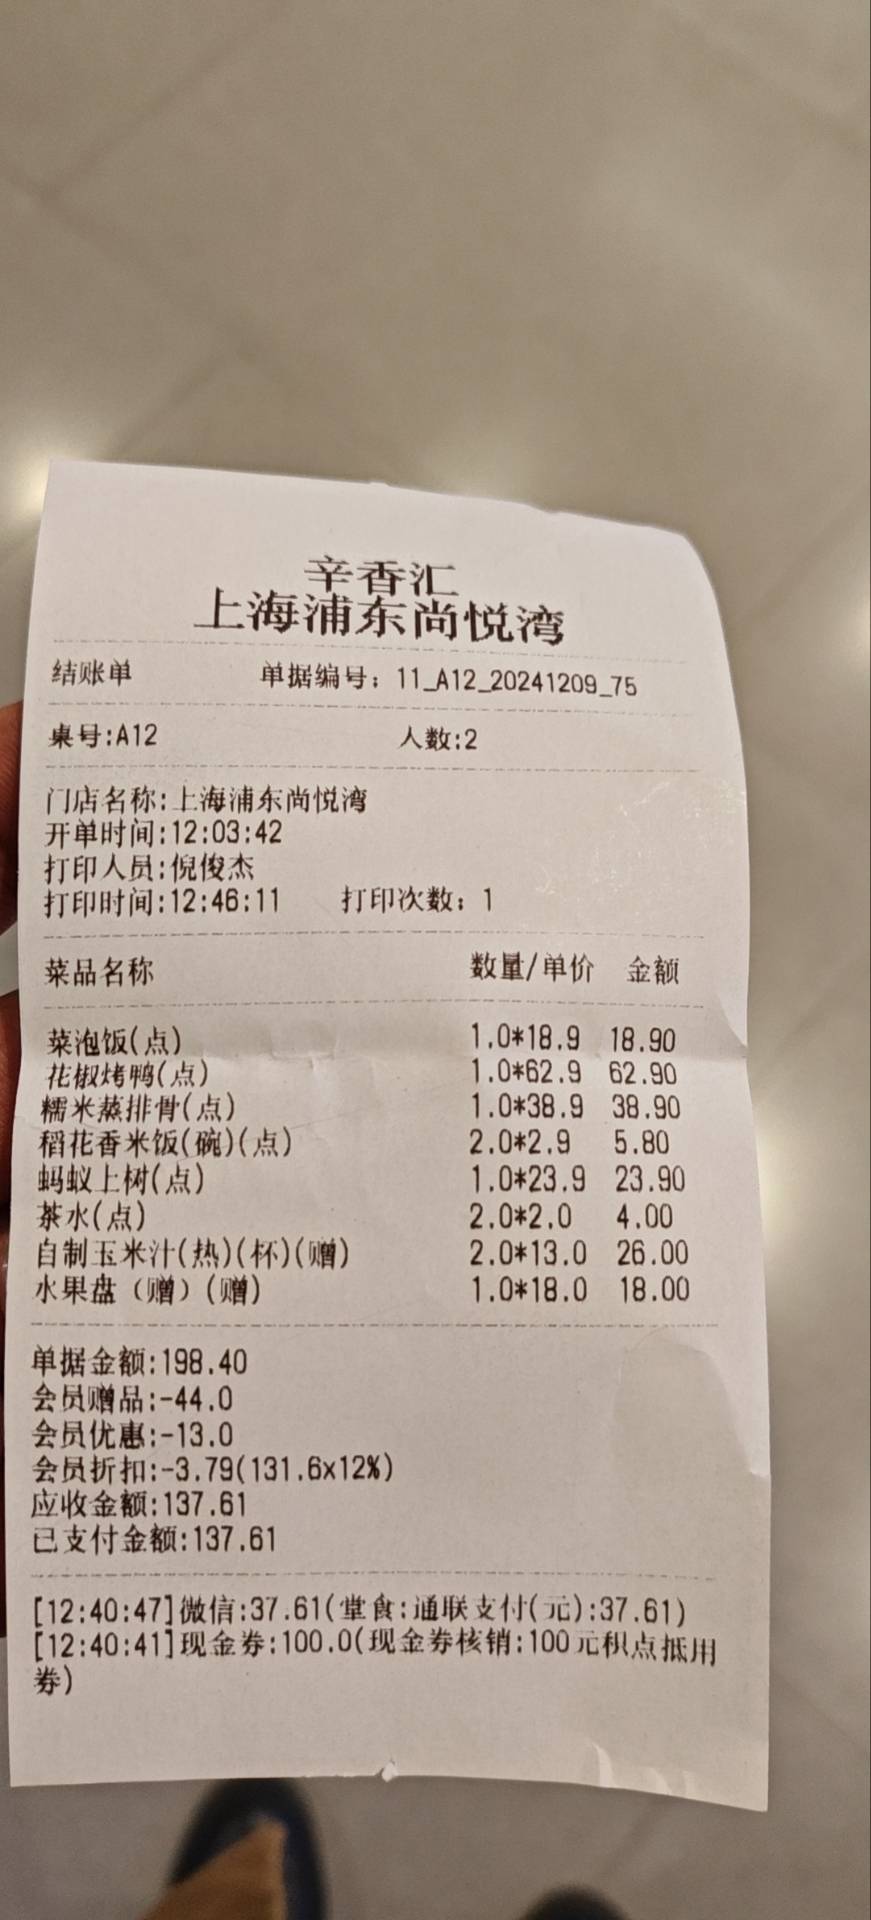 辛香汇
上海浦东尚悦湾
结账单 单据编号：11_A12_20241209_75
桌号:A12 人数:2
门店名称:上海浦东尚悦湾
开单时间:12:03:42
打印人员:倪俊杰
打印时间:12:46:11 打印次数：1
菜品名称 数量/单价 金额
菜泡饭(点) 1.0*18.9 18.90
花椒烤鸭(点) 1.0*62.9 62.90
糯米蒸排骨(点) 1.0*38.9 38.90
稻花香米饭(碗)(点) 2.0*2.9 5.80
蚂蚁上树(点) 1.0*23.9 23.90
茶水(点) 2.0*2.0 4.00
自制玉米汁(热)(杯)(赠) 2.0*13.0 26.00
水果盘（赠）(赠) 1.0*18.0 18.00
单据金额:198.40
会员赠品:-44.0
会员优惠:-13.0
会员折扣:-3.79(131.6x12%)
应收金额:137.61
已支付金额:137.61
[12:40:47]微信:37.61(堂食:通联支付(元):37.61)
[12:40:41]现金券:100.0(现金券核销:100元积点抵用
券)